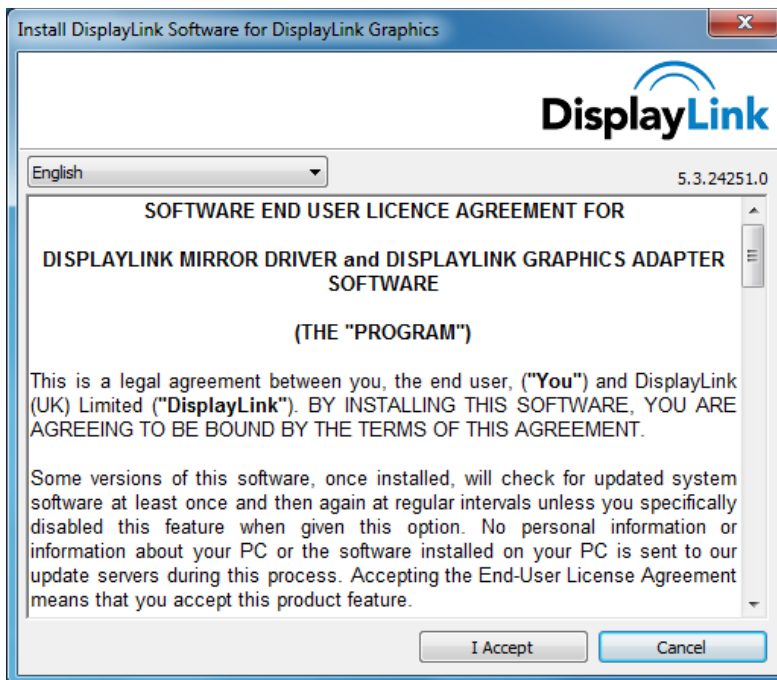 Install DisplayLink Software for DisplayLink Graphics
DisplayLink
English
5.3.24251.0
SOFTWARE END USER LICENCE AGREEMENT FOR
DISPLAYLINK MIRROR DRIVER and DISPLAYLINK GRAPHICS ADAPTER
SOFTWARE
(THE "PROGRAM")
This is a legal agreement between you, the end user, ("You") and DisplayLink
(UK) Limited ("DisplayLink"). BY INSTALLING THIS SOFTWARE, YOU ARE
AGREEING TO BE BOUND BY THE TERMS OF THIS AGREEMENT.
Some versions of this software, once installed, will check for updated system
software at least once and then again at regular intervals unless you specifically
disabled this feature when given this option. No personal information or
information about your PC or the software installed on your PC is sent to our
update servers during this process. Accepting the End-User License Agreement
means that you accept this product feature.
I Accept
Cancel